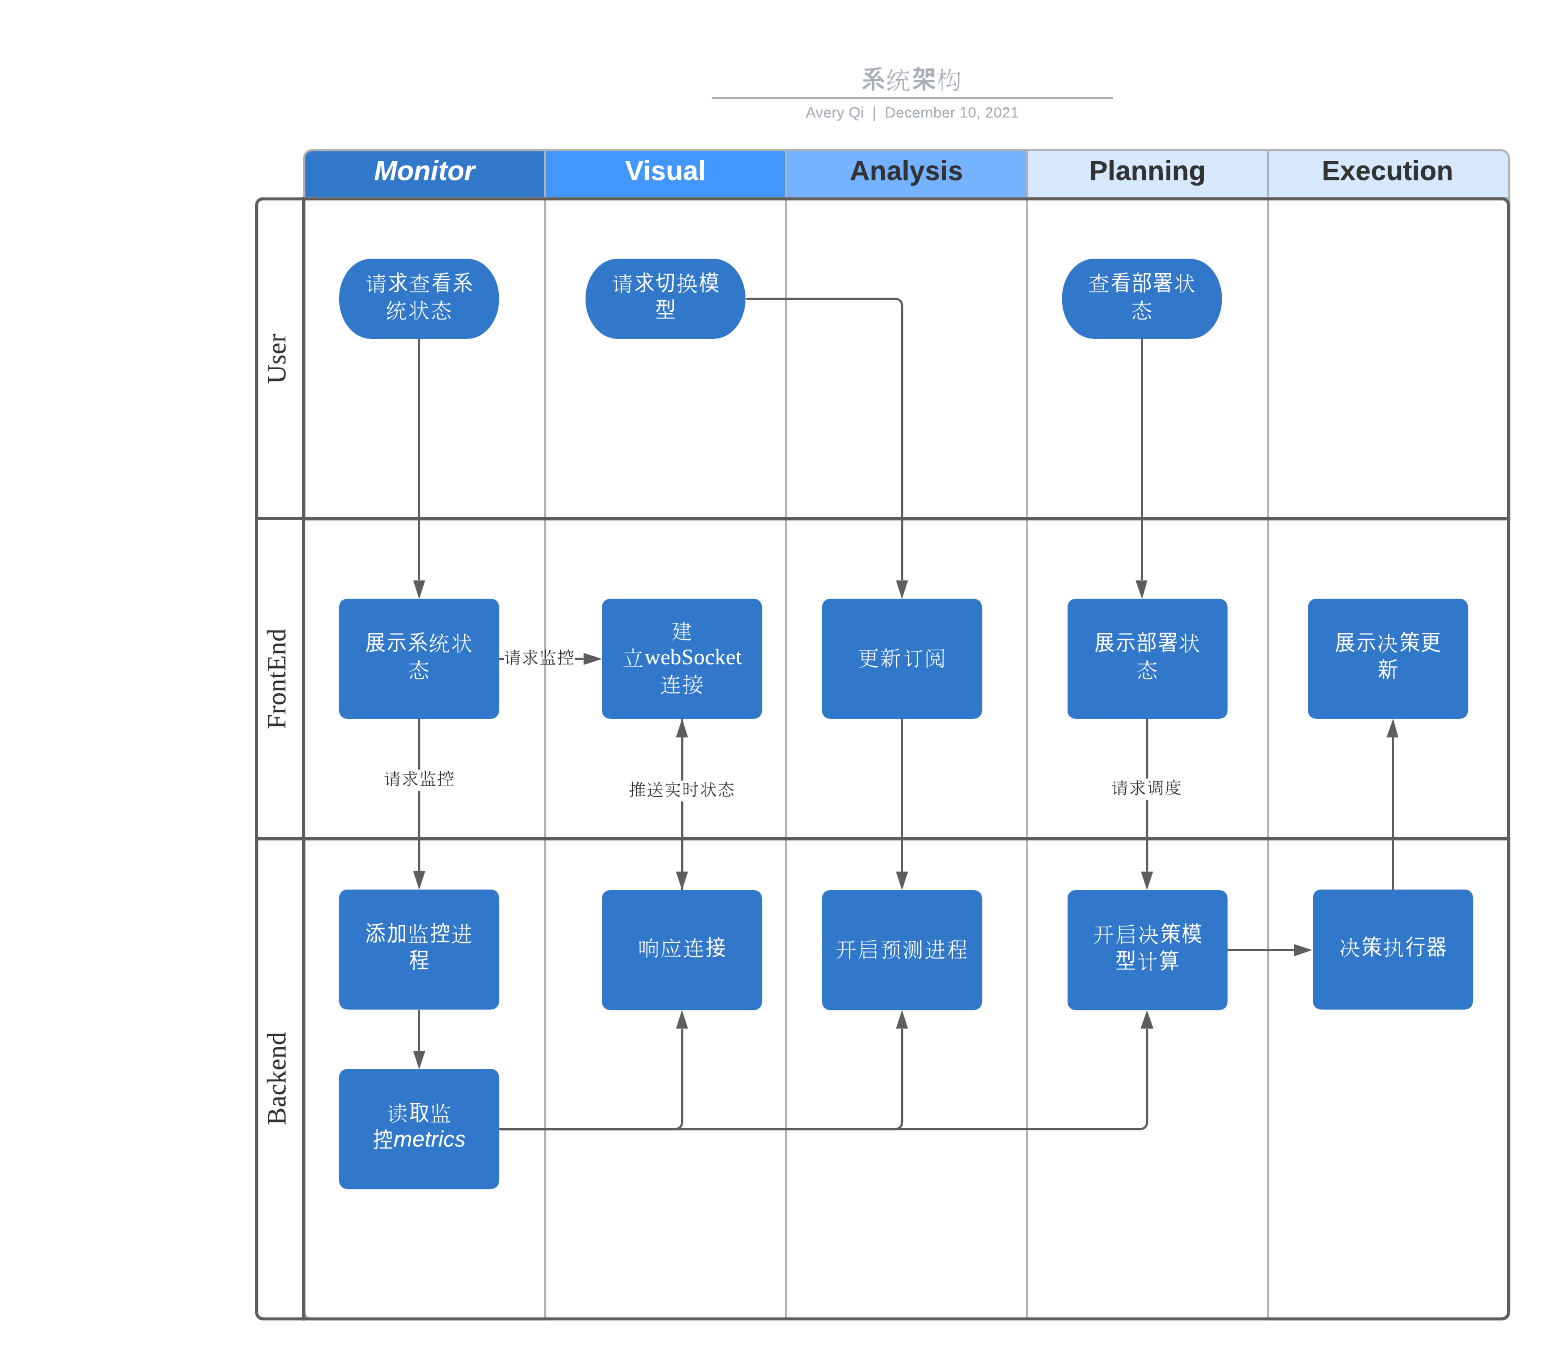 系统架构
Avery Qi | December 10, 2021
Monitor
Visual
Analysis
Planning
Execution
User
请求查看系
统状态
请求切换模
型
查看部署状
态
FrontEnd
展示系统状
态
请求监控
建
立webSocket
连接
更新订阅
展示部署状
态
展示决策更
新
请求监控
推送实时状态
请求调度
Backend
添加监控进
程
响应连接
开启预测进程
开启决策模
型计算
决策执行器
读取监
控metrics